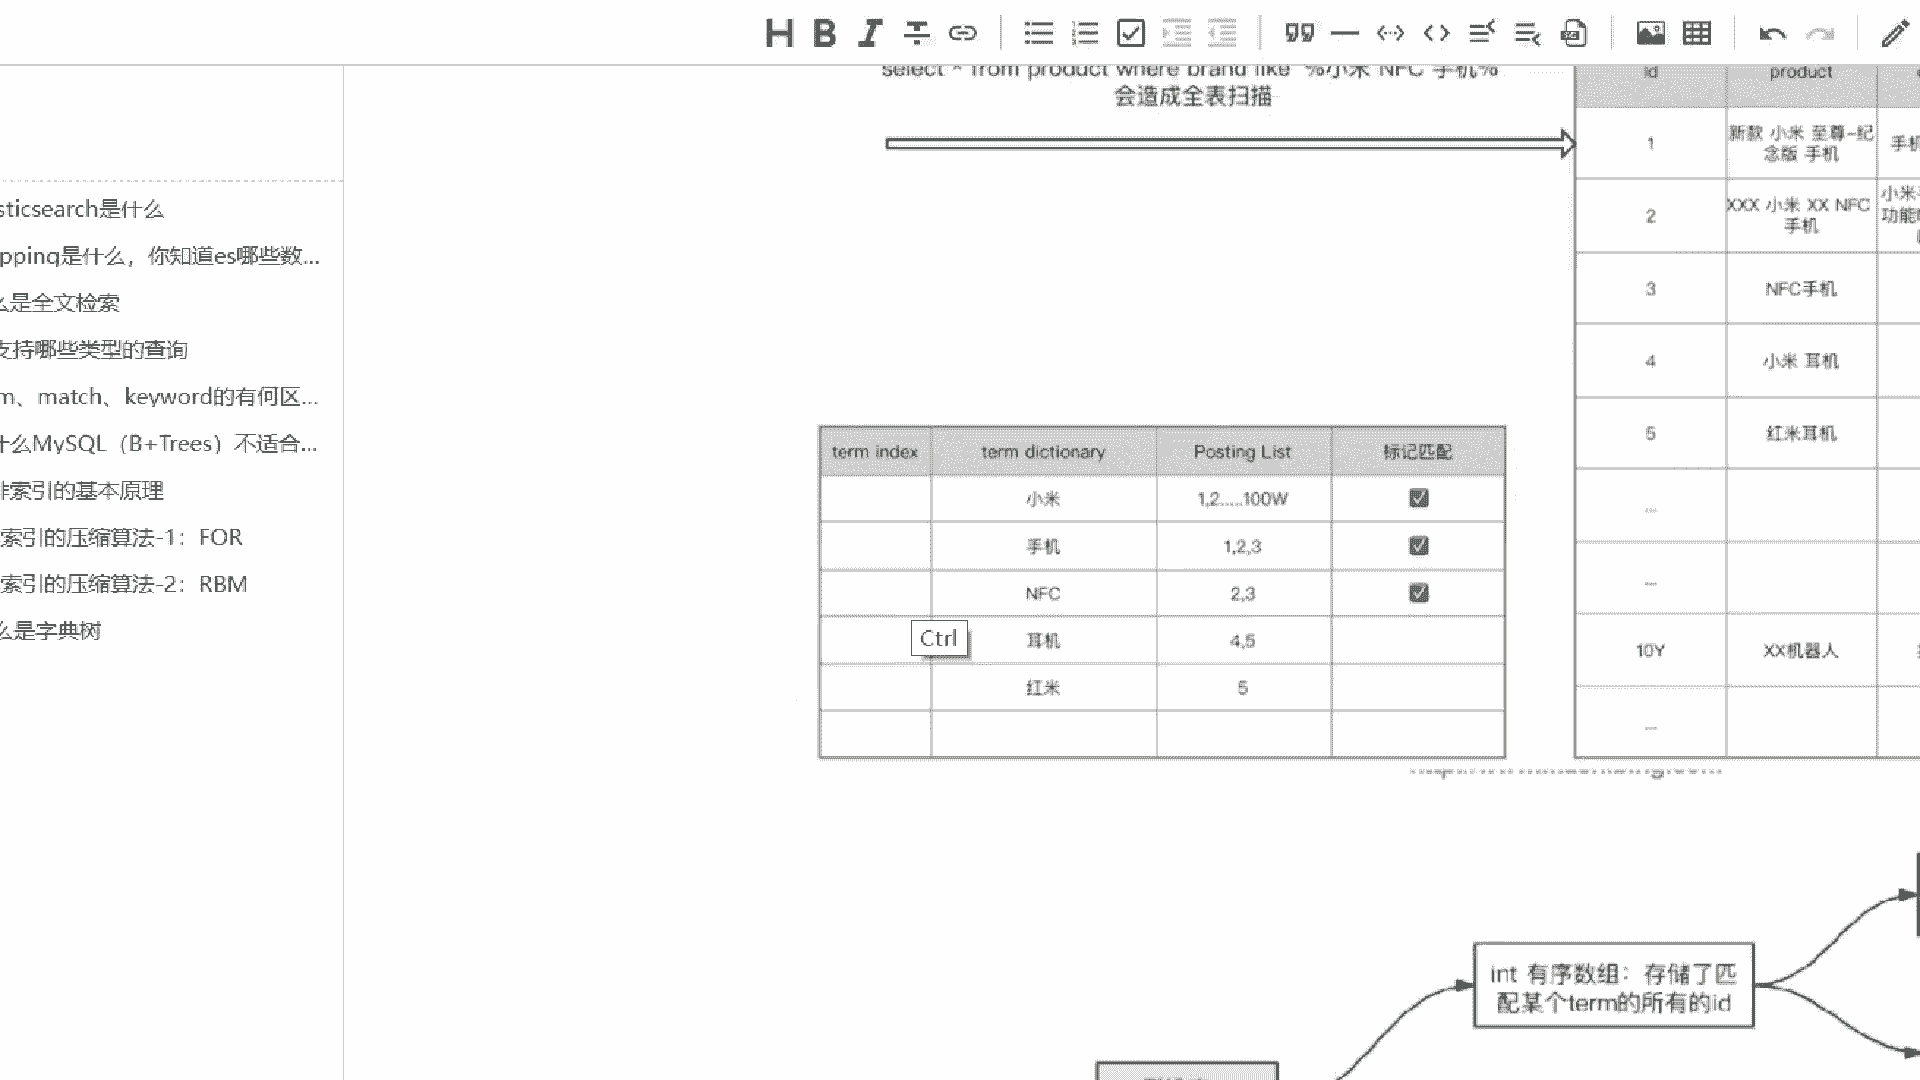 select * from product where brand like '%小米 NFC 手机%
会造成全表扫描
sticsearch是什么
pping是什么，你知道es哪些数...
么是全文检索
支持哪些类型的查询
m、match、keyword的有何区...
什么MySQL（B+Trees）不适合...
排索引的基本原理
索引的压缩算法-1：FOR
索引的压缩算法-2：RBM
么是字典树
term index term dictionary Posting List 标记匹配
小米 1,2.....100W
手机 1,2,3
NFC 2,3
耳机 4,5
红米 5
Ctrl
id product
1 新款 小米 至尊-纪念版 手机 手机
2 XXX 小米 XX NFC 手机 小米 功能
3 NFC手机
4 小米 耳机
5 红米耳机
...
...
10Y XX机器人
...
int 有序数组：存储了匹
配某个term的所有的id